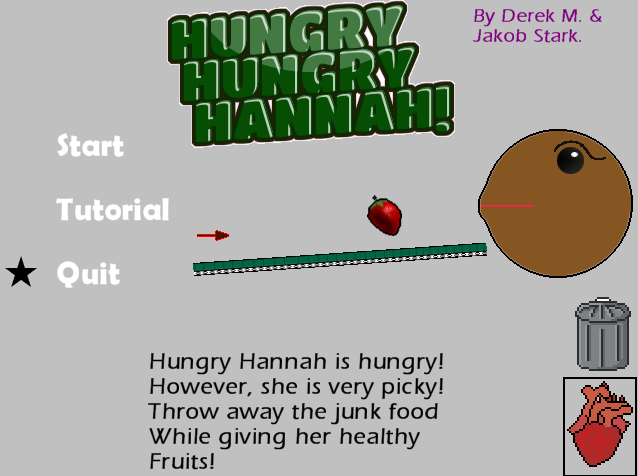 HUNGRY
HUNGRY
HANNAH!
By Derek M. &
Jakob Stark.
Start
Tutorial
Quit
Hungry Hannah is hungry!
However, she is very picky!
Throw away the junk food
While giving her healthy
Fruits!